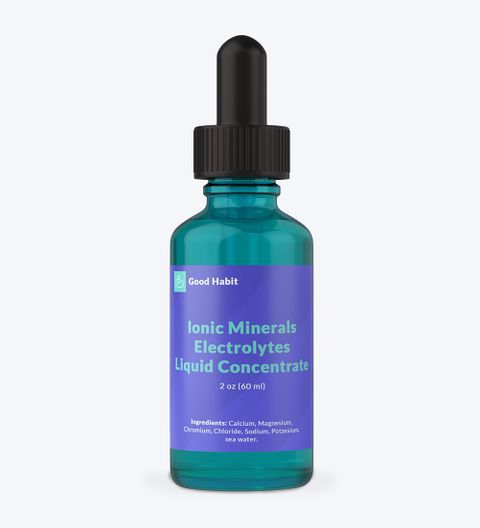 Good Habit
Ionic Minerals
Electrolytes
Liquid Concentrate
2 oz (60 ml)
Ingredients: Calcium, Magnesium,
Chromium, Chloride, Sodium, Potassium,
sea water.